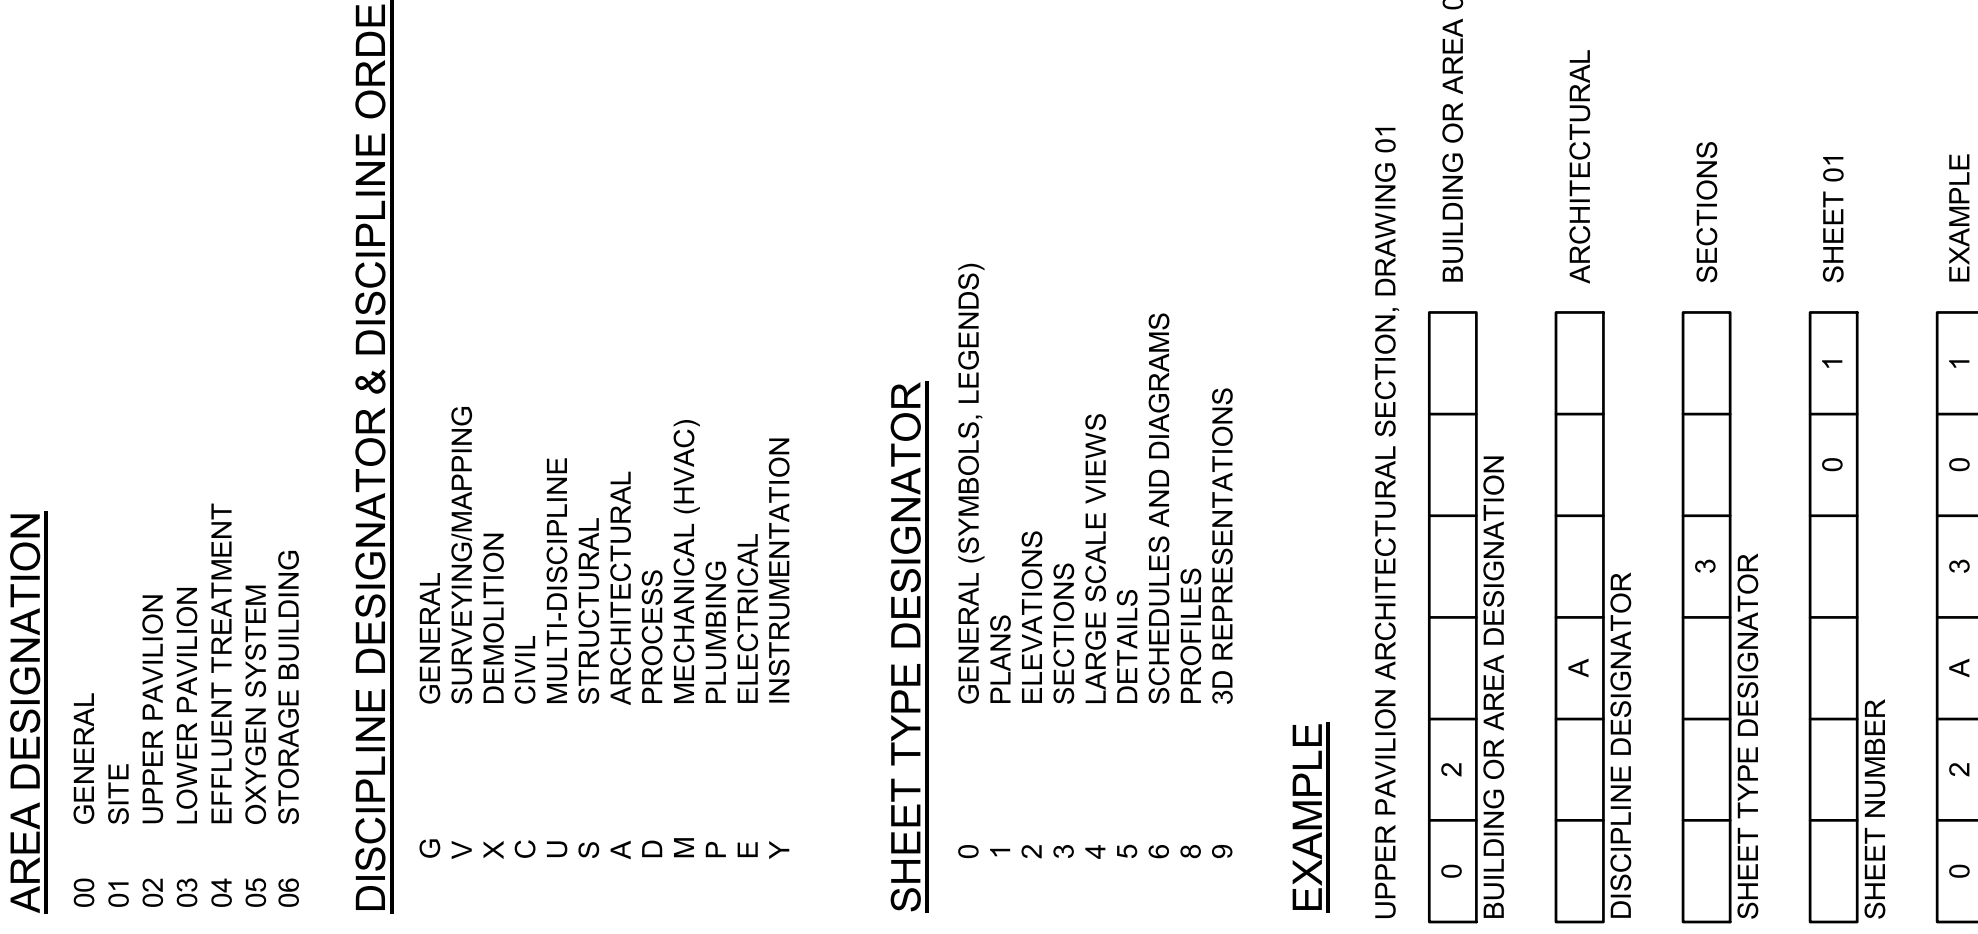 AREA DESIGNATION
00 GENERAL
01 SITE
02 UPPER PAVILION
03 LOWER PAVILION
04 EFFLUENT TREATMENT
05 OXYGEN SYSTEM
06 STORAGE BUILDING
DISCIPLINE DESIGNATOR & DISCIPLINE ORDE
G GENERAL
V SURVEYING/MAPPING
X DEMOLITION
C CIVIL
U MULTI-DISCIPLINE
S STRUCTURAL
A ARCHITECTURAL
D PROCESS
M MECHANICAL (HVAC)
P PLUMBING
E ELECTRICAL
Y INSTRUMENTATION
SHEET TYPE DESIGNATOR
0 GENERAL (SYMBOLS, LEGENDS)
1 PLANS
2 ELEVATIONS
3 SECTIONS
4 LARGE SCALE VIEWS
5 DETAILS
6 SCHEDULES AND DIAGRAMS
8 PROFILES
9 3D REPRESENTATIONS
EXAMPLE
UPPER PAVILION ARCHITECTURAL SECTION, DRAWING 01
0 2 BUILDING OR AREA
BUILDING OR AREA DESIGNATION
A ARCHITECTURAL
DISCIPLINE DESIGNATOR
3 SECTIONS
SHEET TYPE DESIGNATOR
0 1 SHEET 01
SHEET NUMBER
0 2 A 3 0 1 EXAMPLE